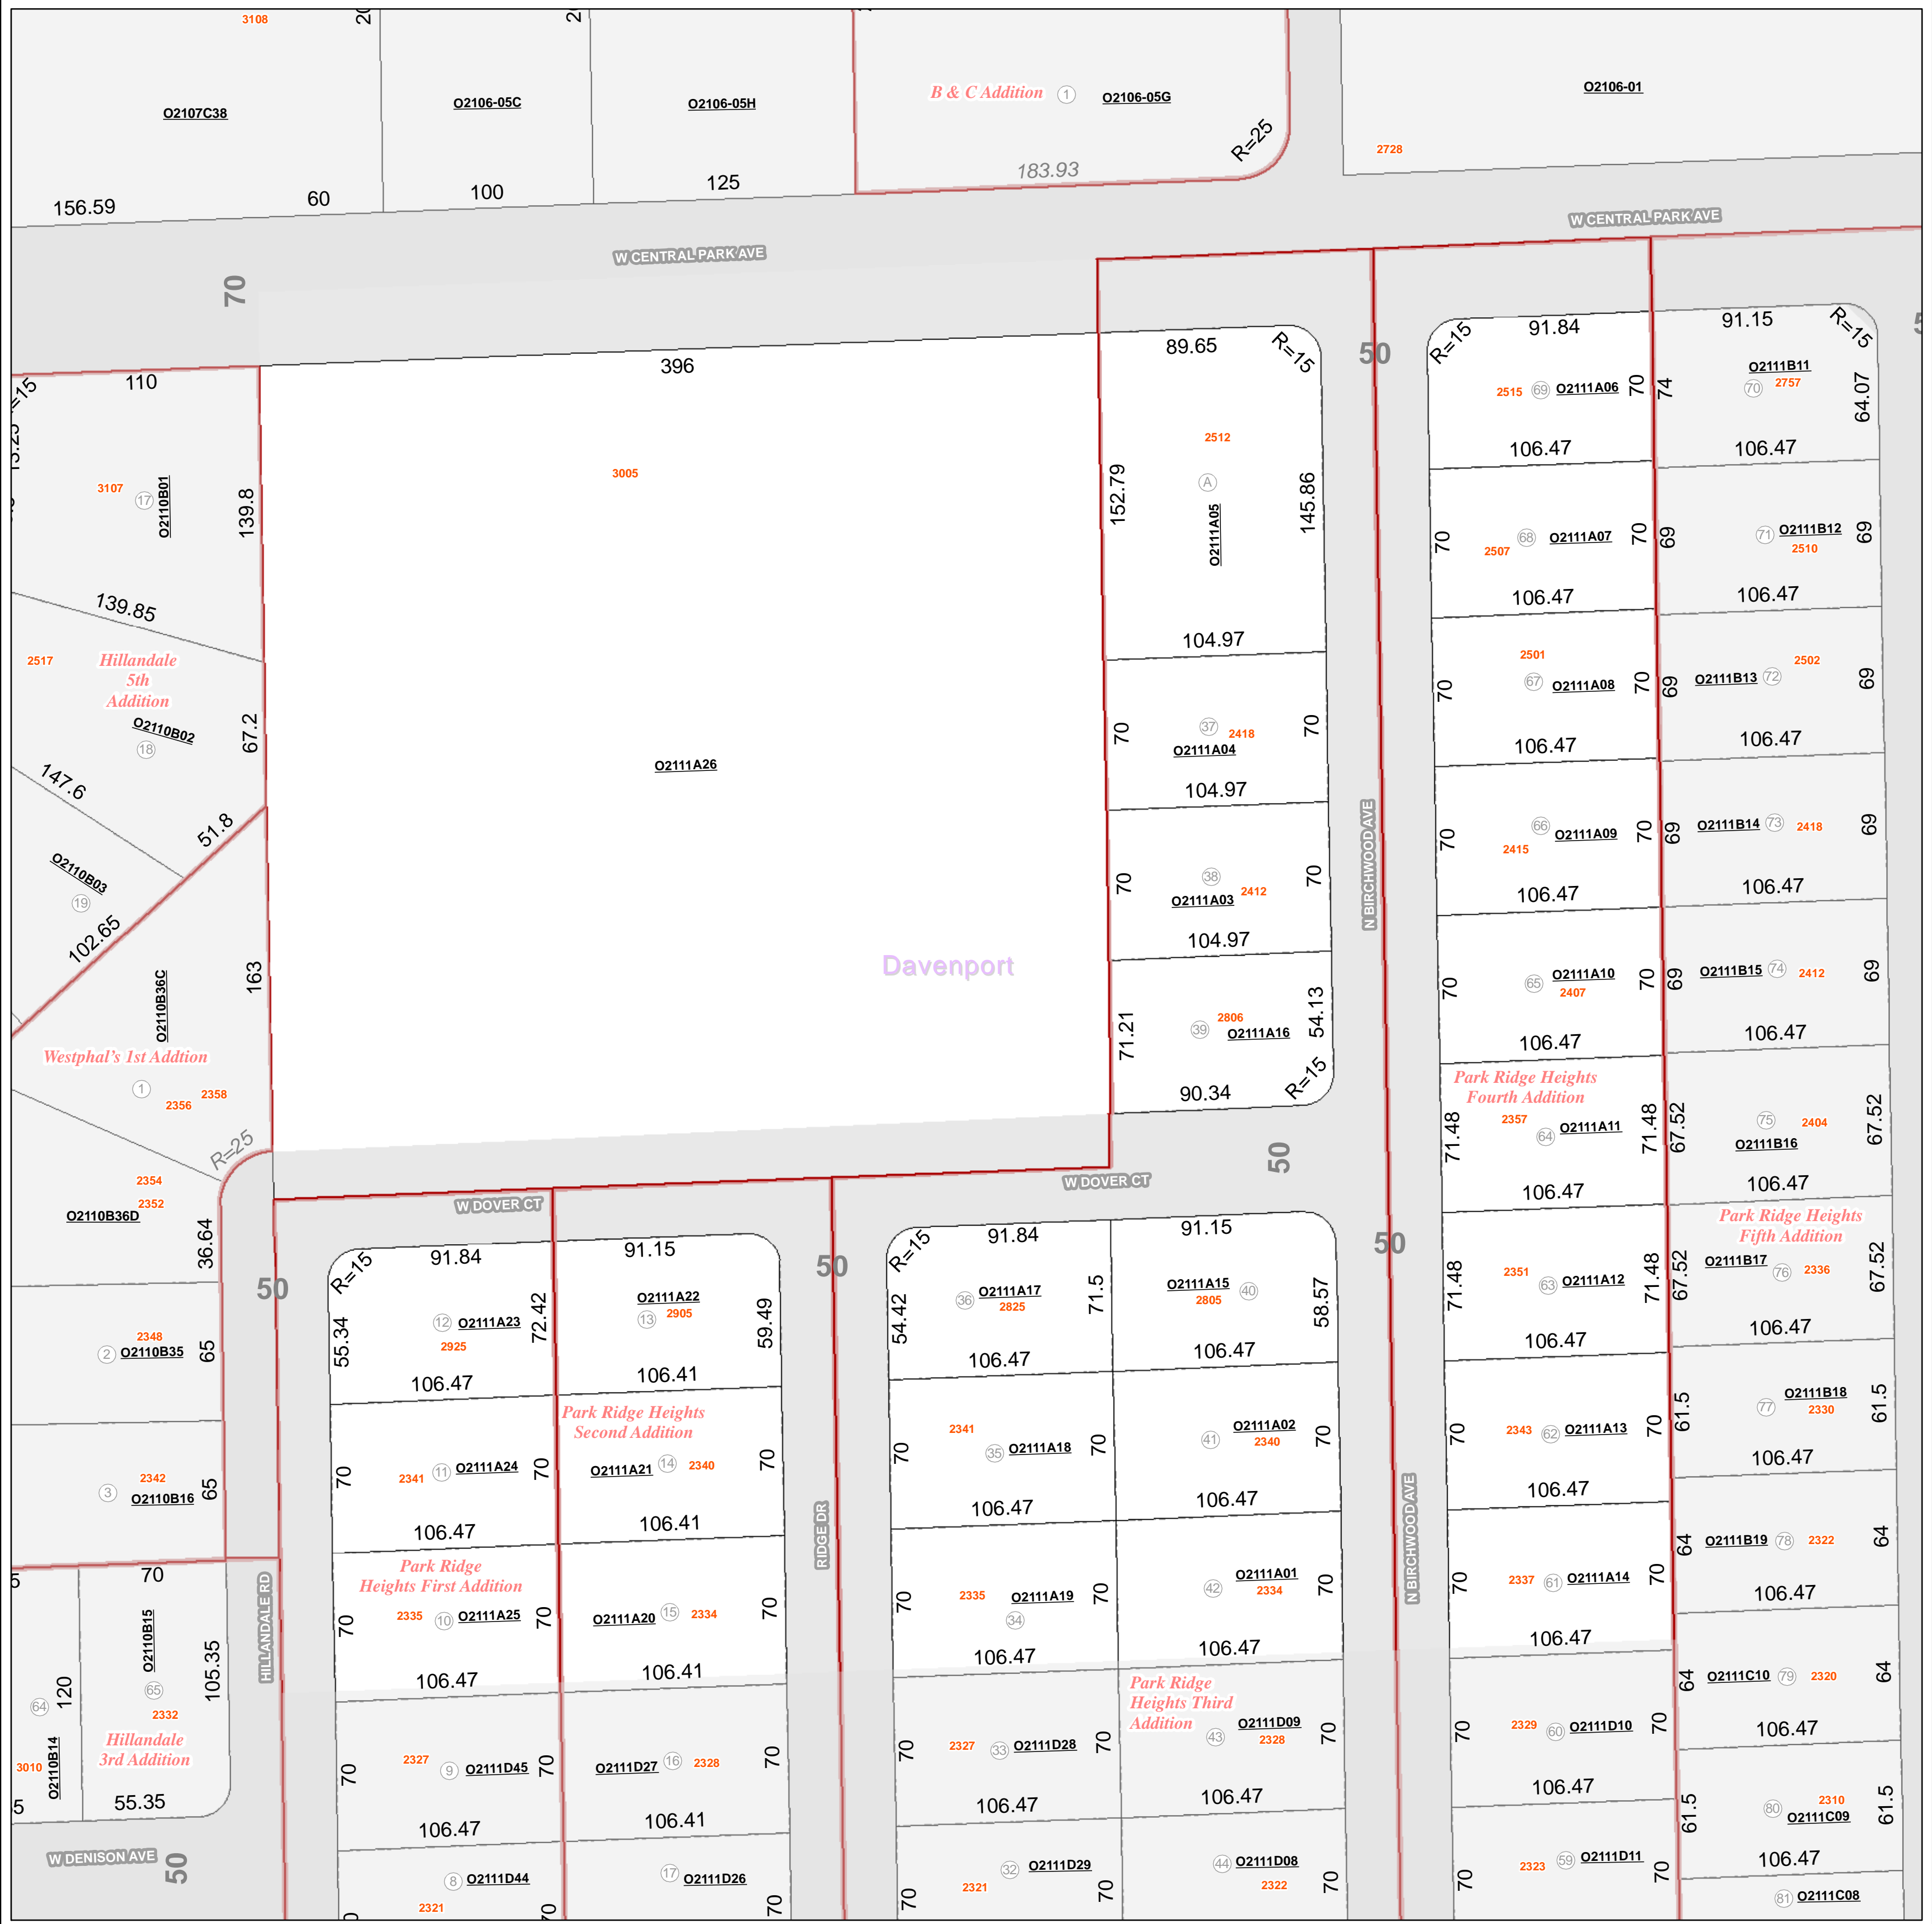 3108
O2107C38
O2106-05C
O2106-05H
B & C Addition
1
O2106-05G
R=25
O2106-01
2728
156.59
60
100
125
183.93
W CENTRAL PARK AVE
W CENTRAL PARK AVE
70
110
396
139.8
3107
17
O2110B01
139.85
2517
Hillandale
5th
Addition
O2110B02
18
67.2
147.6
51.8
O2110B03
19
102.65
163
O2110B36C
Westphal's 1st Addtion
1
2356
2358
R=25
2354
2352
O2110B36D
36.64
50
2348
2
O2110B35
65
2342
3
O2110B16
65
70
O2110B15
65
2332
105.35
120
64
3010
O2110B14
Hillandale
3rd Addition
55.35
W DENISON AVE
50
HILLANDALE RD
3005
O2111A26
Davenport
89.65
R=15
2512
A
O2111A05
152.79
145.86
104.97
70
37
2418
O2111A04
70
104.97
70
38
2412
O2111A03
70
104.97
71.21
39
2806
O2111A16
54.13
90.34
R=15
50
N BIRCHWOOD AVE
50
W DOVER CT
W DOVER CT
50
R=15
91.84
91.15
2515
69
O2111A06
70
74
O2111B11
70
2757
R=15
64.07
106.47
106.47
70
2507
68
O2111A07
70
69
71
O2111B12
2510
69
106.47
106.47
70
2501
67
O2111A08
70
69
O2111B13
72
2502
69
106.47
106.47
70
66
2415
O2111A09
70
69
O2111B14
73
2418
69
106.47
106.47
70
65
O2111A10
2407
70
69
O2111B15
74
2412
69
106.47
106.47
Park Ridge Heights
Fourth Addition
71.48
2357
64
O2111A11
71.48
67.52
75
2404
O2111B16
67.52
106.47
106.47
Park Ridge Heights
Fifth Addition
71.48
2351
63
O2111A12
71.48
67.52
O2111B17
76
2336
67.52
106.47
106.47
70
2343
62
O2111A13
70
61.5
77
O2111B18
2330
61.5
106.47
106.47
70
2337
61
O2111A14
70
64
O2111B19
78
2322
64
106.47
70
2329
60
O2111D10
70
64
O2111C10
79
2320
64
106.47
106.47
70
2323
59
O2111D11
70
61.5
80
2310
O2111C09
61.5
106.47
81
O2111C08
R=15
91.84
91.15
55.34
12
O2111A23
2925
72.42
O2111A22
13
2905
59.49
106.47
106.41
Park Ridge Heights
Second Addition
70
2341
11
O2111A24
70
O2111A21
14
2340
70
106.47
106.41
Park Ridge
Heights First Addition
70
2335
10
O2111A25
70
O2111A20
15
2334
70
106.47
106.41
70
2327
9
O2111D45
70
O2111D27
16
2328
70
106.47
106.41
8
O2111D44
2321
70
17
O2111D26
70
50
RIDGE DR
R=15
91.84
91.15
54.42
36
O2111A17
2825
71.5
O2111A15
2805
40
58.57
106.47
106.47
70
2341
35
O2111A18
70
41
O2111A02
2340
70
106.47
106.47
70
2335
O2111A19
34
70
42
O2111A01
2334
70
106.47
106.47
Park Ridge
Heights Third
Addition
70
2327
33
O2111D28
70
43
O2111D09
2328
70
106.47
106.47
70
2321
32
O2111D29
70
44
O2111D08
2322
70
N BIRCHWOOD AVE